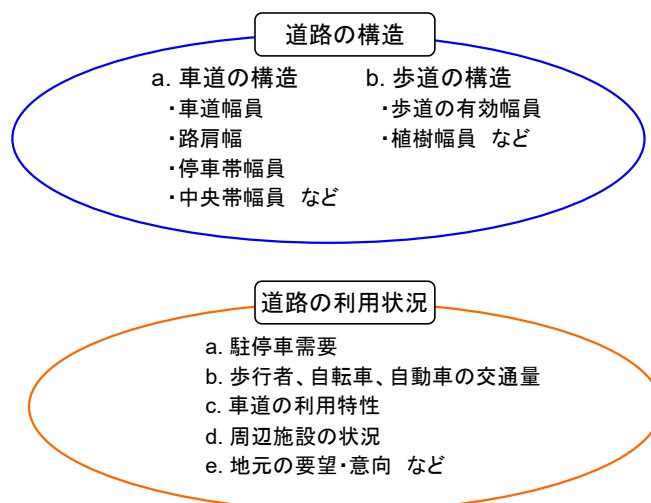 道路の構造
a. 車道の構造
・車道幅員
・路肩幅
・停車帯幅員
・中央帯幅員 など
b. 歩道の構造
・歩道の有効幅員
・植樹幅員 など
道路の利用状況
a. 駐停車需要
b. 歩行者、自転車、自動車の交通量
c. 車道の利用特性
d. 周辺施設の状況
e. 地元の要望・意向 など